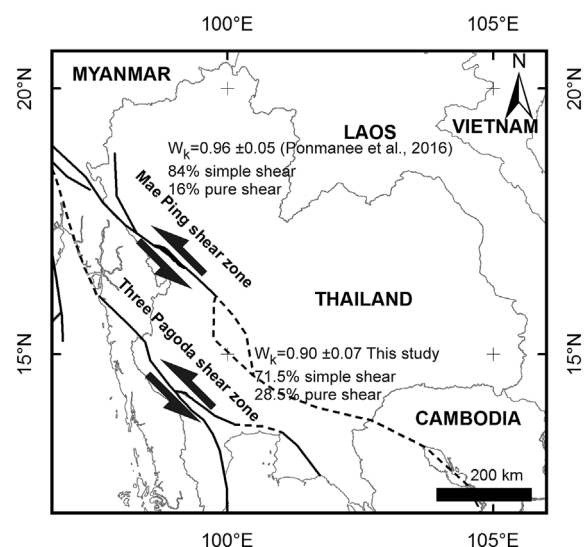 100°E 105°E
20°N 20°N
MYANMAR
N
LAOS
VIETNAM
Wk=0.96 ±0.05 (Ponmanee et al., 2016)
84% simple shear
16% pure shear
Mae Ping shear zone
THAILAND
Three Pagoda shear zone
15°N 15°N
Wk=0.90 ±0.07 This study
71.5% simple shear
28.5% pure shear
CAMBODIA
200 km
100°E 105°E